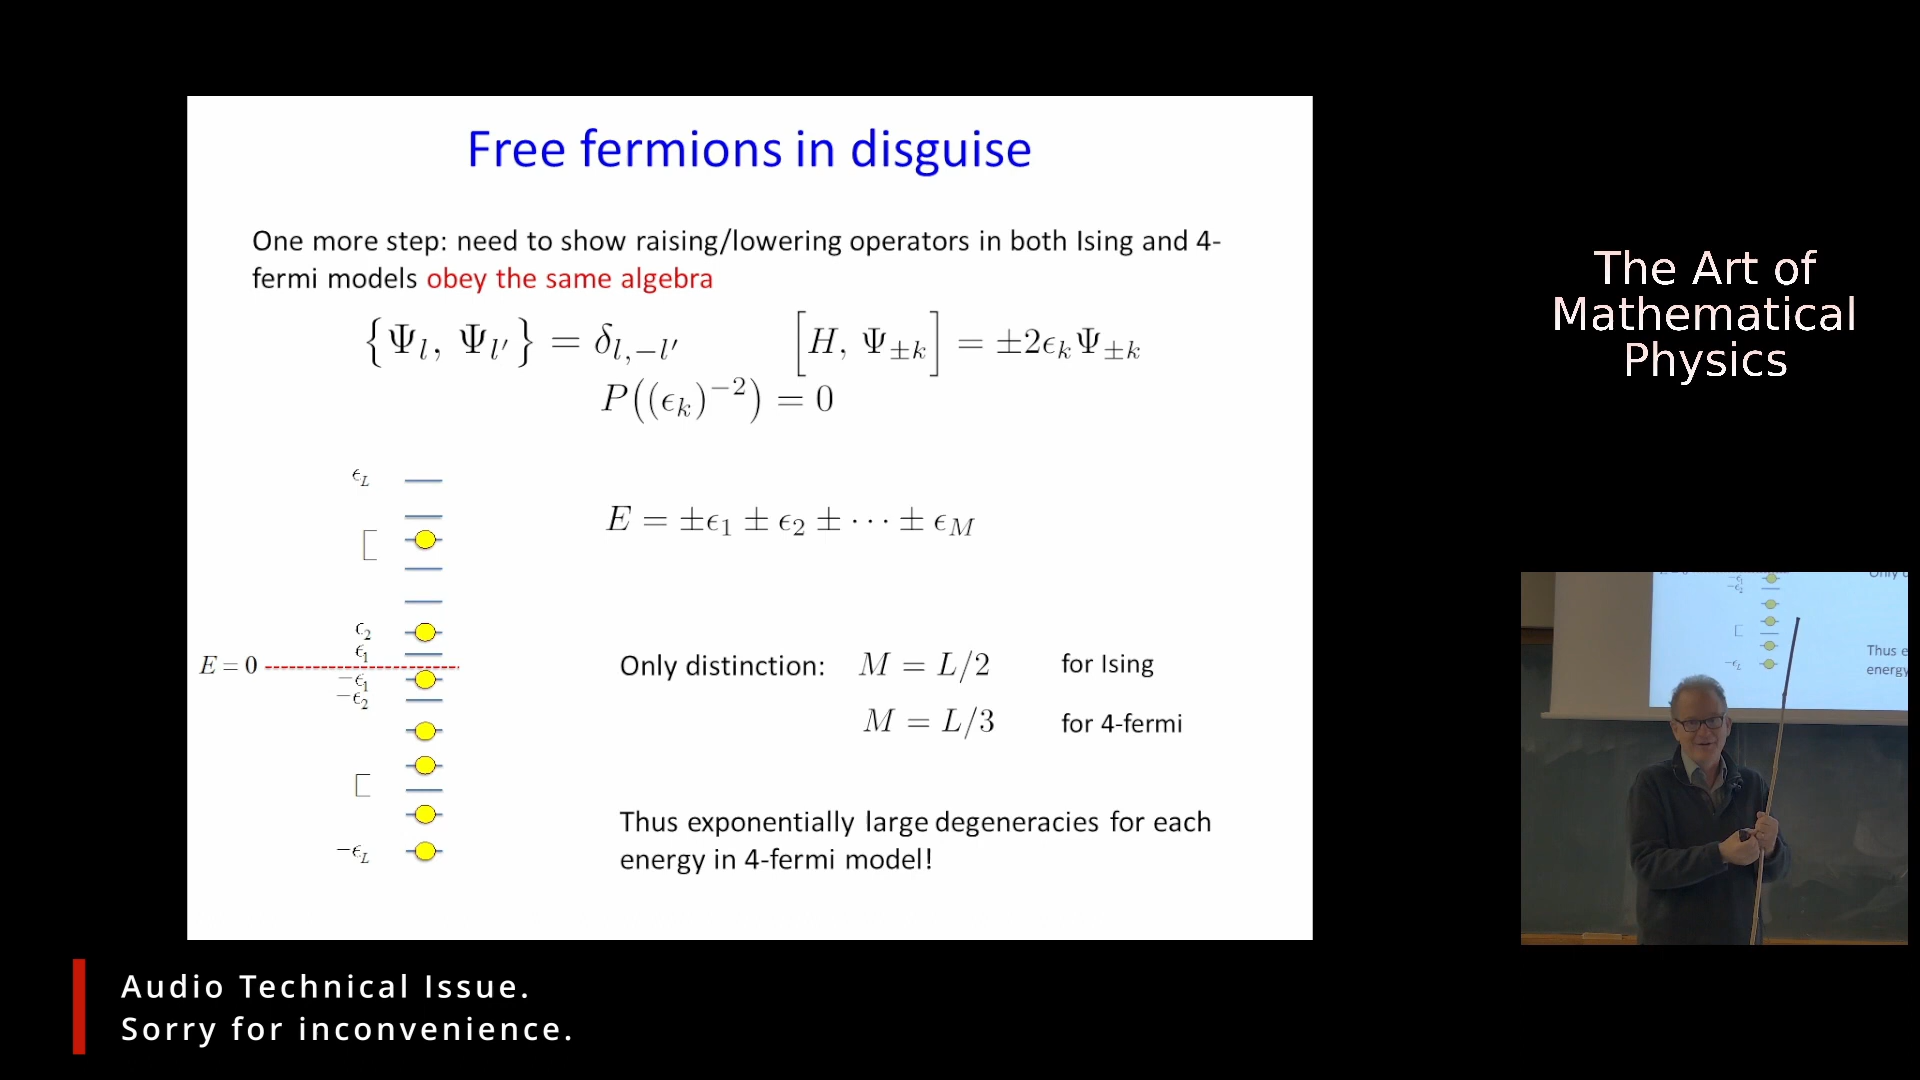 Free fermions in disguise
One more step: need to show raising/lowering operators in both Ising and 4-
fermi models obey the same algebra
{Ψ_l, Ψ_{l′}} = δ_{l,−l′} [H, Ψ_{±k}] = ±2ϵ_kΨ_{±k}
P((ϵ_k)^{−2}) = 0
ϵ_L
E = ±ϵ_1 ± ϵ_2 ± ⋯ ± ϵ_M
ϵ_2
ϵ_1
E = 0
−ϵ_1
−ϵ_2
Only distinction: M = L/2 for Ising
M = L/3 for 4-fermi
Thus exponentially large degeneracies for each
energy in 4-fermi model!
−ϵ_L
The Art of
Mathematical
Physics
Thus e
energy
Audio Technical Issue.
Sorry for inconvenience.